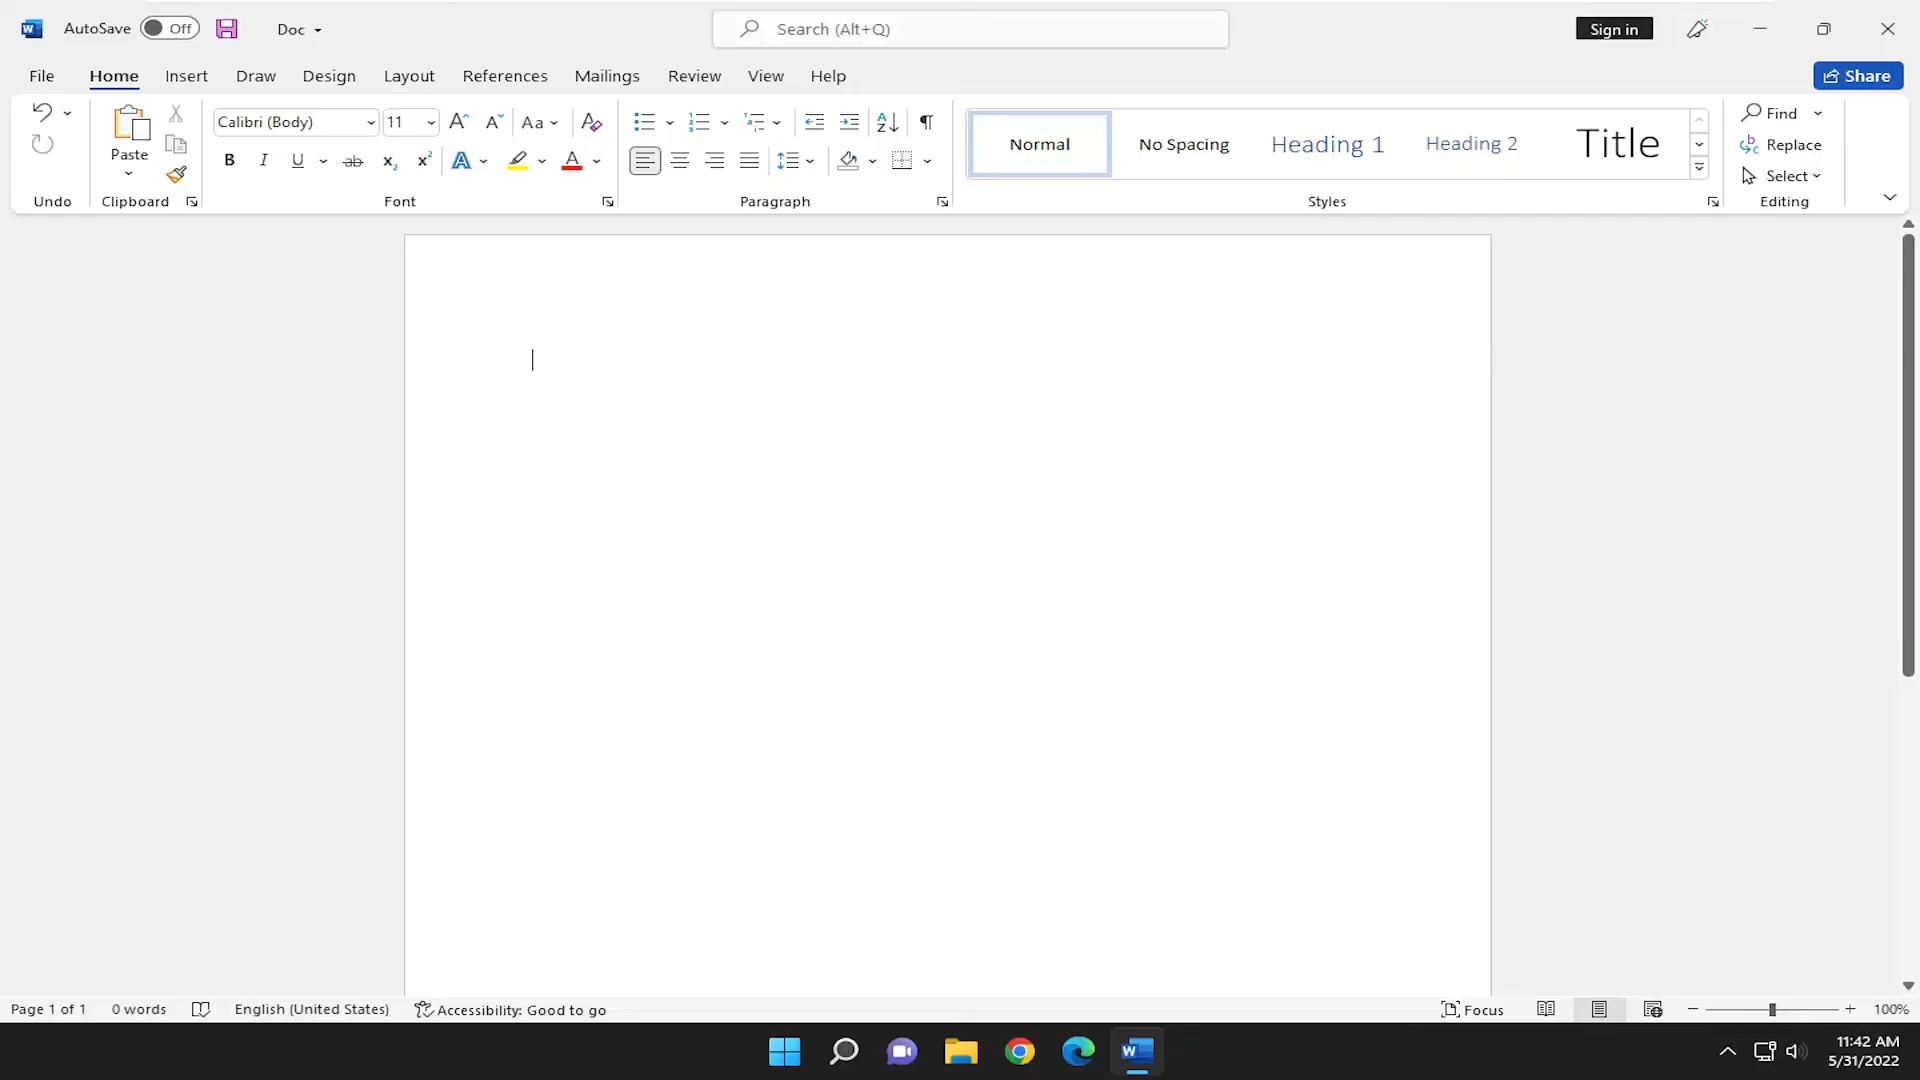 AutoSave Off Doc Search (Alt+Q) Sign in
File Home Insert Draw Design Layout References Mailings Review View Help Share
Calibri (Body) 11 Aa Find
Paste Normal No Spacing Heading 1 Heading 2 Title Replace
B I U ab x₂ x² A A Select
Undo Clipboard Font Paragraph Styles Editing
Page 1 of 1 0 words English (United States) Accessibility: Good to go Focus 100%
11:42 AM
5/31/2022